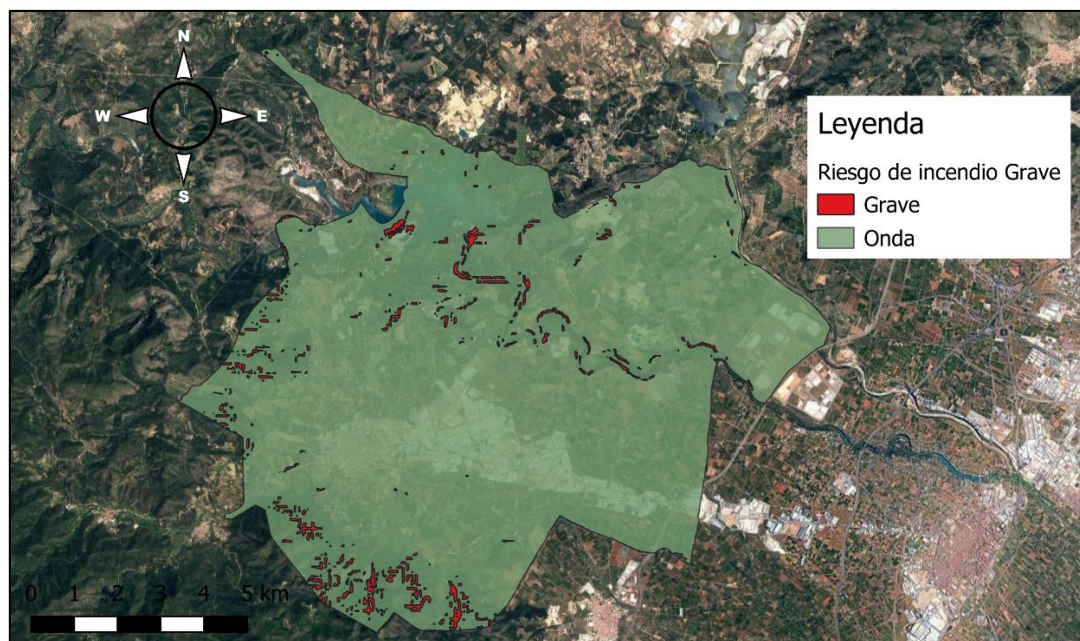 N
W E
S
Leyenda
Riesgo de incendio Grave
Grave
Onda
0 1 2 3 4 5 km